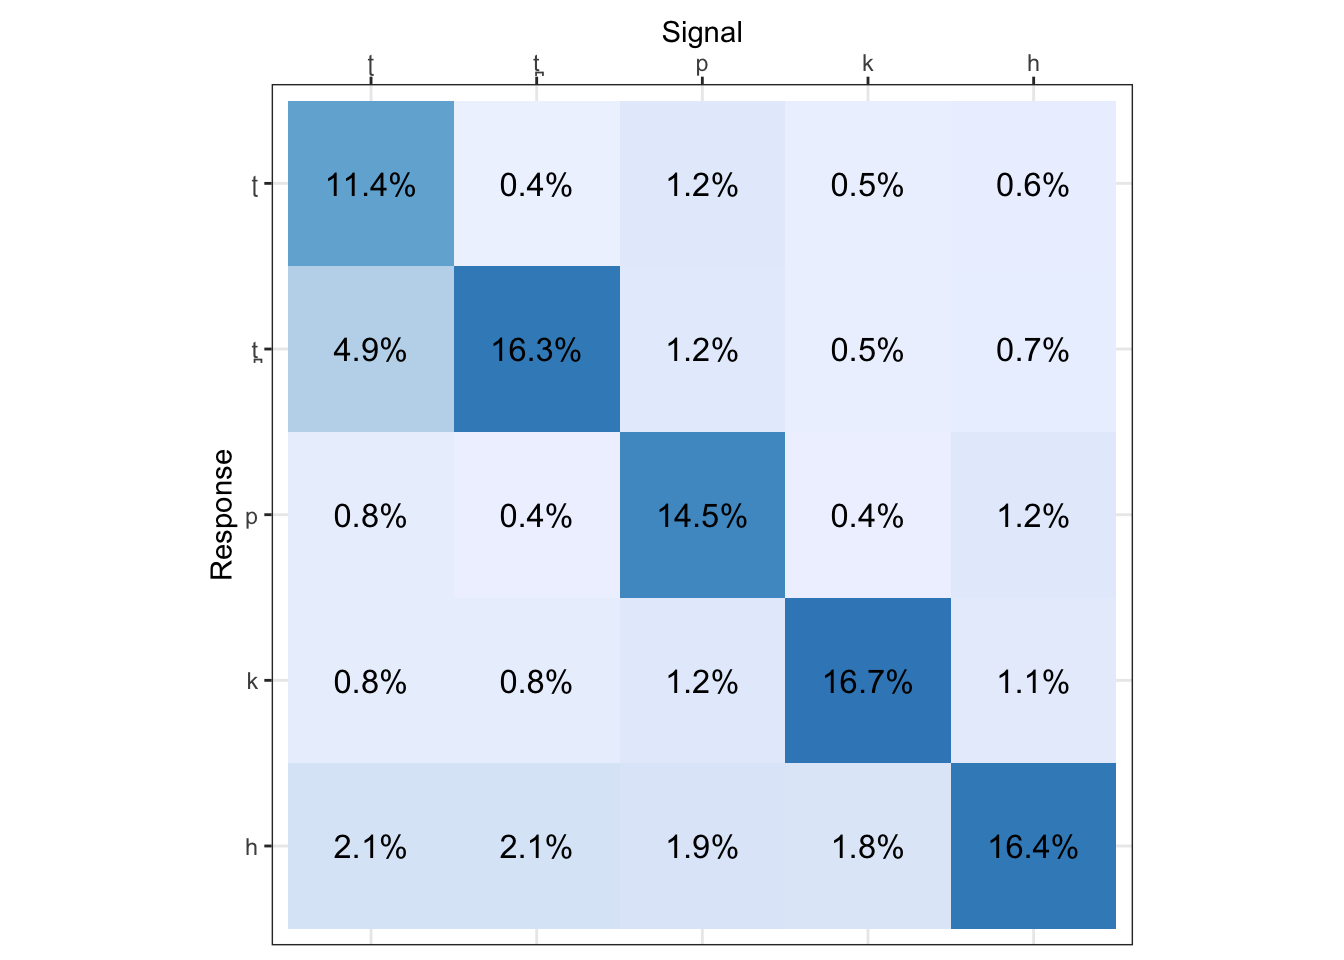 Signal
ʈ t̪ p k h
ʈ 11.4% 0.4% 1.2% 0.5% 0.6%
t̪ 4.9% 16.3% 1.2% 0.5% 0.7%
p 0.8% 0.4% 14.5% 0.4% 1.2%
k 0.8% 0.8% 1.2% 16.7% 1.1%
h 2.1% 2.1% 1.9% 1.8% 16.4%
Response